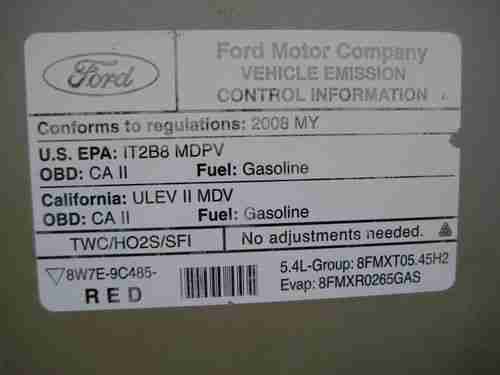 Ford
Ford Motor Company
VEHICLE EMISSION
CONTROL INFORMATION
Conforms to regulations: 2008 MY
U.S. EPA: IT2B8 MDPV
OBD: CA II Fuel: Gasoline
California: ULEV II MDV
OBD: CA II Fuel: Gasoline
TWC/HO2S/SFI No adjustments needed.
8W7E-9C485-
RED
5.4L-Group: 8FMXT05.45H2
Evap: 8FMXR0265GAS